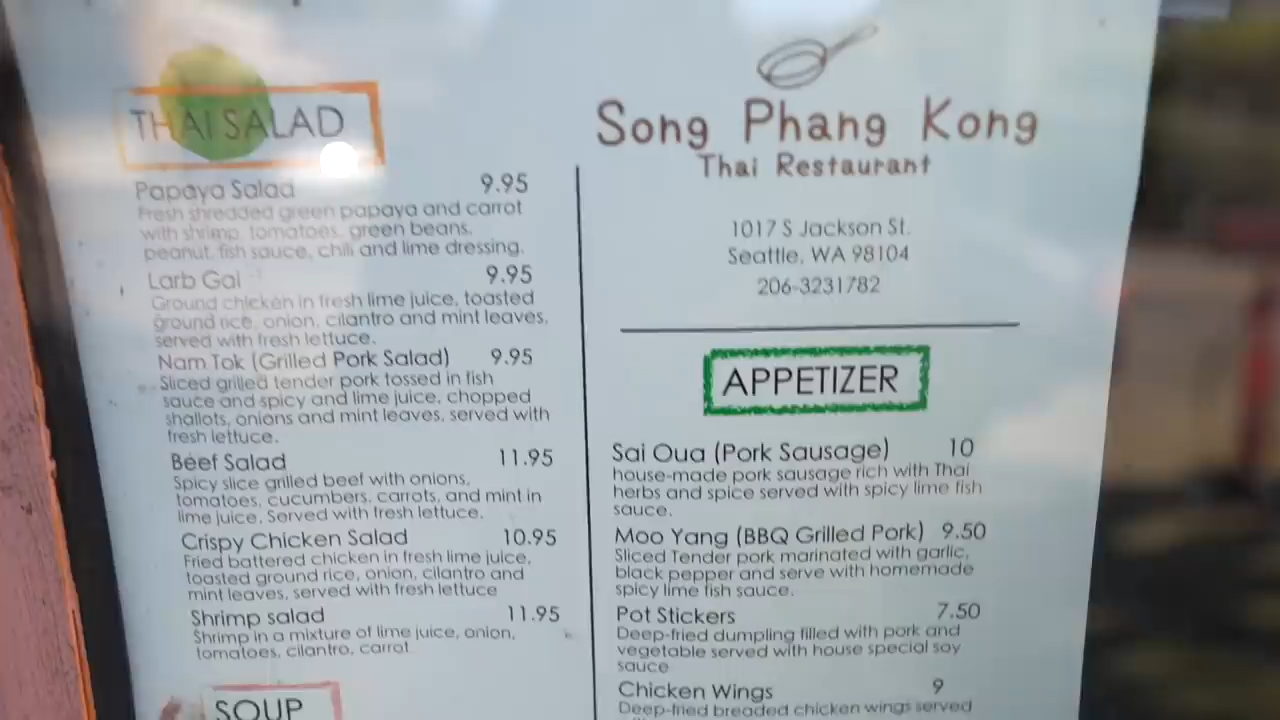 THAI SALAD
Papaya Salad 9.95
Fresh shredded green papaya and carrot
with shrimp, tomatoes, green beans,
peanut, fish sauce, chili and lime dressing.
Larb Gai 9.95
Ground chicken in fresh lime juice, toasted
ground rice, onion, cilantro and mint leaves,
served with fresh lettuce.
Nam Tok (Grilled Pork Salad) 9.95
Sliced grilled tender pork tossed in fish
sauce and spicy and lime juice, chopped
shallots, onions and mint leaves, served with
fresh lettuce.
Beef Salad 11.95
Spicy slice grilled beef with onions,
tomatoes, cucumbers, carrots, and mint in
lime juice, Served with fresh lettuce.
Crispy Chicken Salad 10.95
Fried battered chicken in fresh lime juice,
toasted ground rice, onion, cilantro and
mint leaves, served with fresh lettuce
Shrimp salad 11.95
Shrimp in a mixture of lime juice, onion,
tomatoes, cilantro, carrot
SOUP
Song Phang Kong
Thai Restaurant
1017 S Jackson St.
Seattle, WA 98104
206-3231782
APPETIZER
Sai Oua (Pork Sausage) 10
house-made pork sausage rich with Thai
herbs and spice served with spicy lime fish
sauce.
Moo Yang (BBQ Grilled Pork) 9.50
Sliced Tender pork marinated with garlic,
black pepper and serve with homemade
spicy lime fish sauce.
Pot Stickers 7.50
Deep-fried dumpling filled with pork and
vegetable served with house special soy
sauce
Chicken Wings 9
Deep-fried breaded chicken wings served